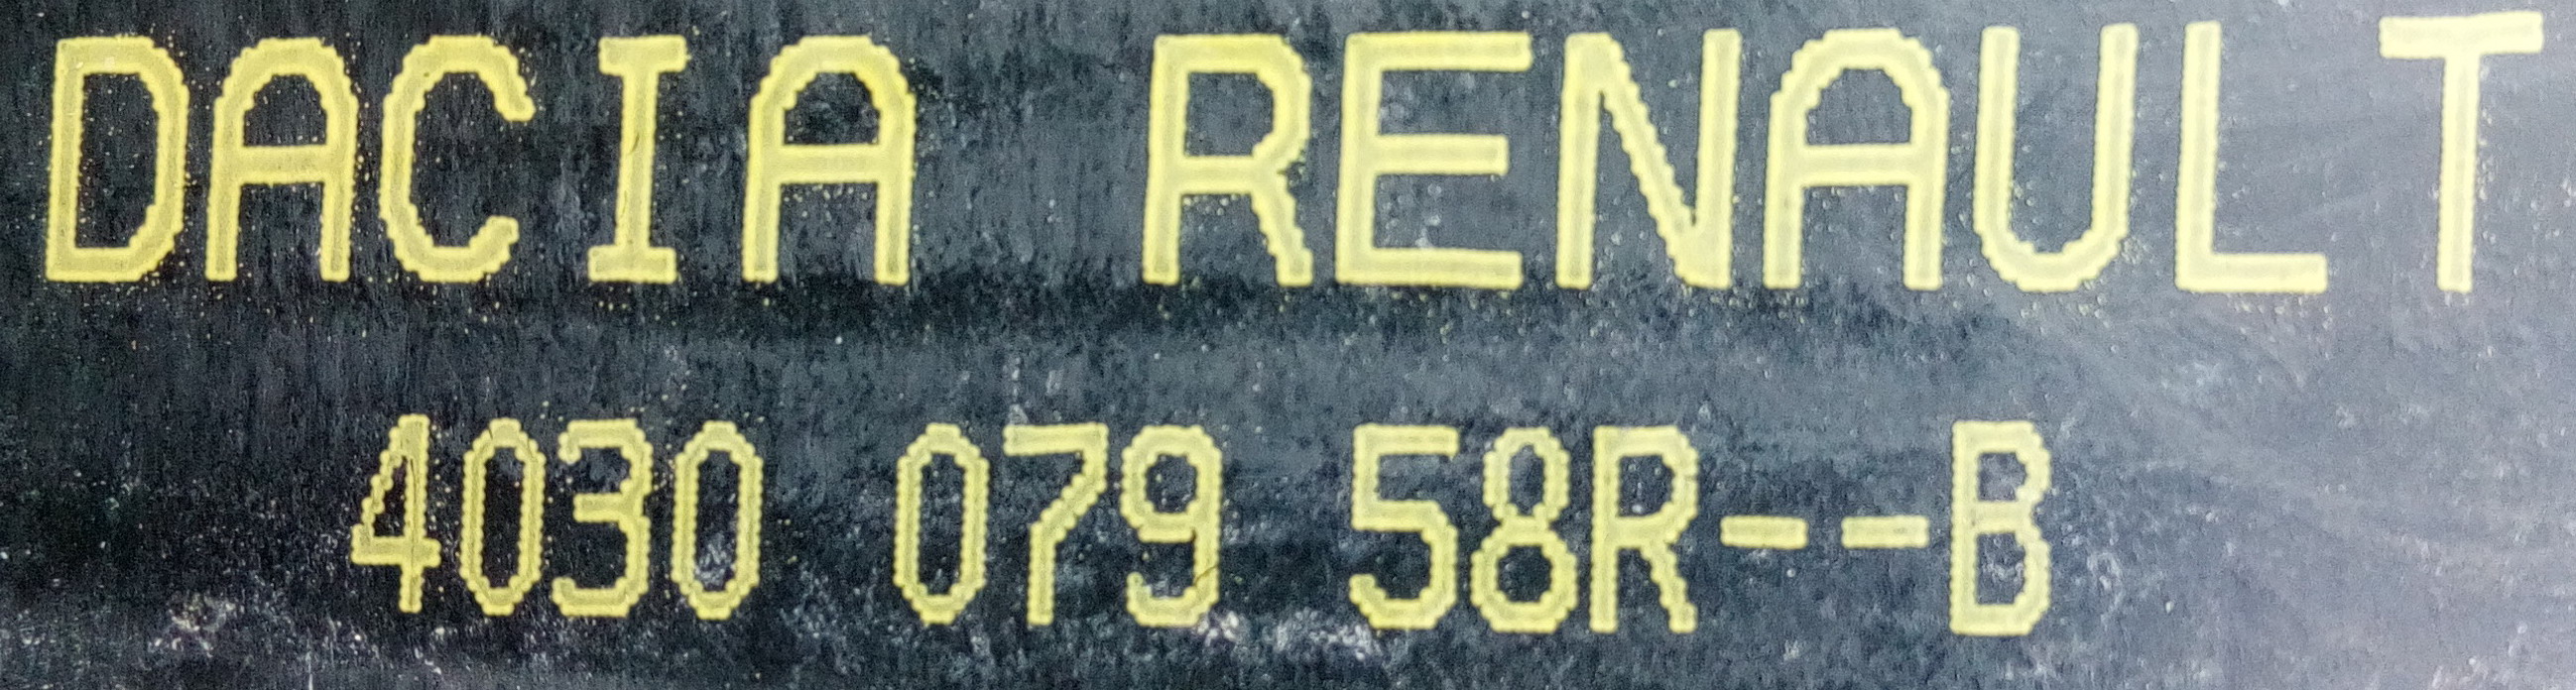 DACIA RENAULT
4030 079 58R--B